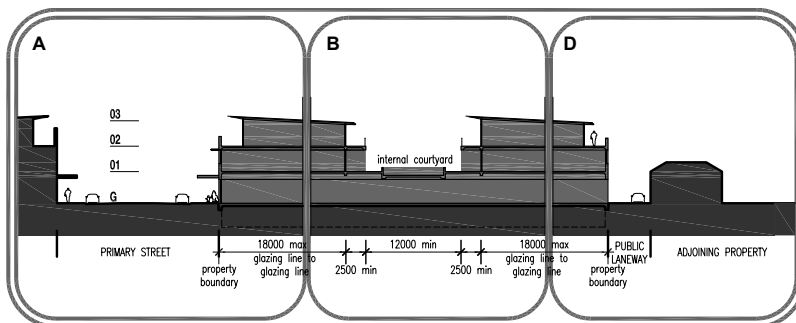 A
B
D
03
02
01
G
internal courtyard
PRIMARY STREET
property
boundary
18000 max
glazing line to
glazing line
2500 min
12000 min
2500 min
18000 max
glazing line to
glazing line
property
boundary
PUBLIC
LANEWAY
ADJOINING PROPERTY